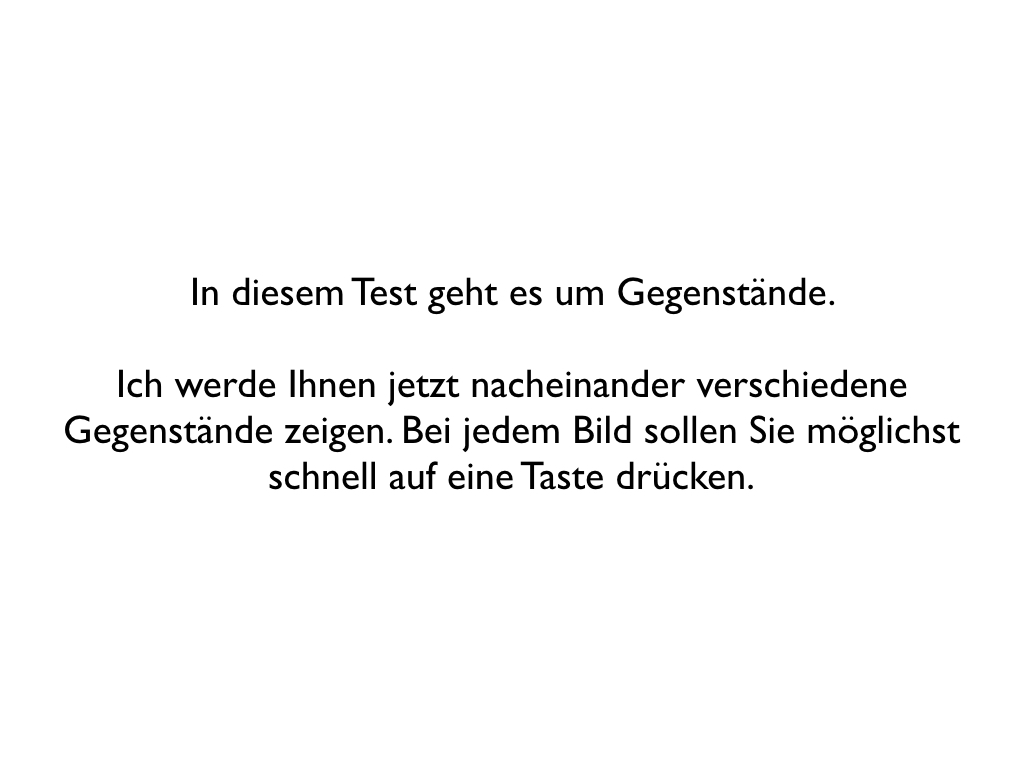 In diesem Test geht es um Gegenstände.
Ich werde Ihnen jetzt nacheinander verschiedene
Gegenstände zeigen. Bei jedem Bild sollen Sie möglichst
schnell auf eine Taste drücken.